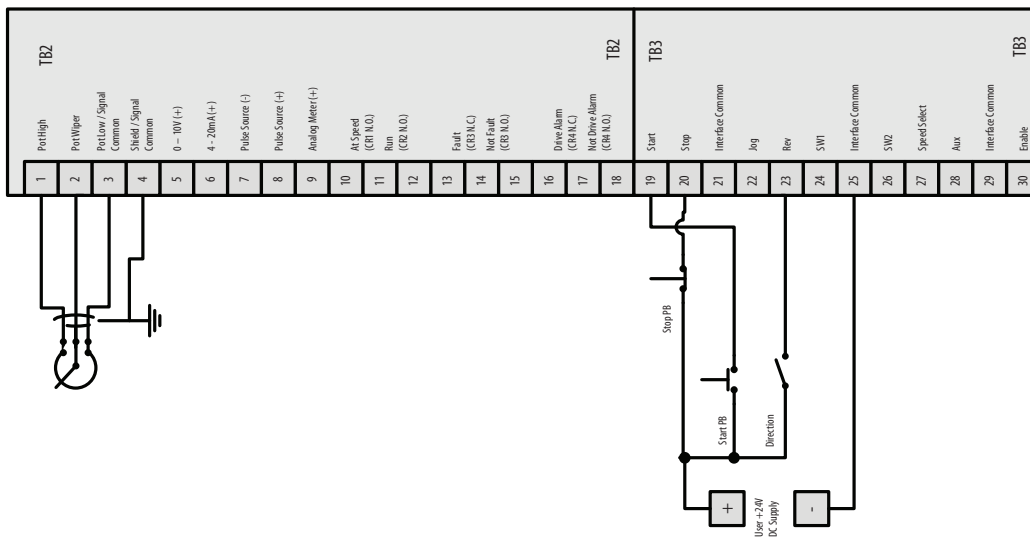 TB2
TB2
TB3
TB3
Pot High
Pot Wiper
Pot Low / Signal
Common
Shield / Signal
Common
0 – 10V (+)
4 - 20mA (+)
Pulse Source (-)
Pulse Source (+)
Analog Meter (+)
At Speed
(CR1 N.O.)
Run
(CR2 N.O.)
Fault
(CR3 N.C.)
Not Fault
(CR3 N.O.)
Drive Alarm
(CR4 N.C.)
Not Drive Alarm
(CR4 N.O.)
Start
Stop
Interface Common
Jog
Rev
SW1
Interface Common
SW2
Speed Select
Aux
Interface Common
Enable
1
2
3
4
5
6
7
8
9
10
11
12
13
14
15
16
17
18
19
20
21
22
23
24
25
26
27
28
29
30
Stop PB
Start PB
Direction
+
User +24V
DC Supply
-